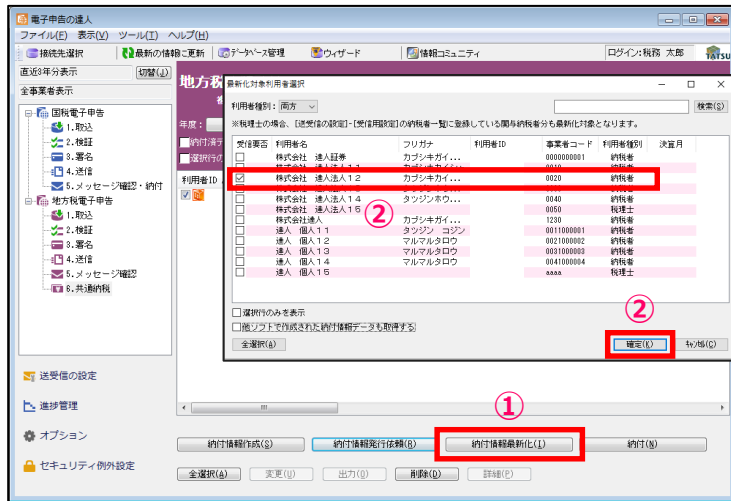 電子申告の達人
ファイル(F) 表示(V) ツール(T) ヘルプ(H)
接続先選択 最新の情報に更新 データベース管理 ウィザード 情報コミュニティ ログイン:税務 太郎
直近3年分表示 切替(J)
全事業者表示
国税電子申告
1.取込
2.検証
3.署名
4.送信
5.メッセージ確認・納付
地方税電子申告
1.取込
2.検証
3.署名
4.送信
5.メッセージ確認
6.共通納税
送受信の設定
進捗管理
オプション
セキュリティ例外設定
地方税
年度:
納付済
選択行の
利用者ID
最新化対象利用者選択
利用者種別: 両方 検索(S)
※税理士の場合、[送受信の設定]-[受信用設定]の納税者一覧に登録している関与納税者分も最新化対象となります。
受信要否 利用者名 フリガナ 利用者ID 事業者コード 利用者種別 決算月
株式会社 達人証券 カブシキガイ... 0000000001 納税者
株式会社 達人法人12 カブシキカイ... 0020 納税者
株式会社 達人法人14 タツジンホウ... 0040 納税者
株式会社 達人法人15 0050 税理士
株式会社達人 カブシキガイ... 1230 納税者
達人 個人11 タツジン コジン 0011000001 納税者
達人 個人12 マルマルタロウ 0021000002 納税者
達人 個人13 マルマルタロウ 0031000003 納税者
達人 個人14 マルマルタロウ 0041000004 納税者
達人 個人15 aaaa 税理士
②
選択行のみを表示
他ソフトで作成された納付情報データも取得する
②
全選択(A) 確定(K) キャンセル(C)
①
納付情報作成(S) 納付情報発行依頼(R) 納付情報最新化(I) 納付(N)
全選択(A) 変更(U) 出力(O) 削除(D) 詳細(P)